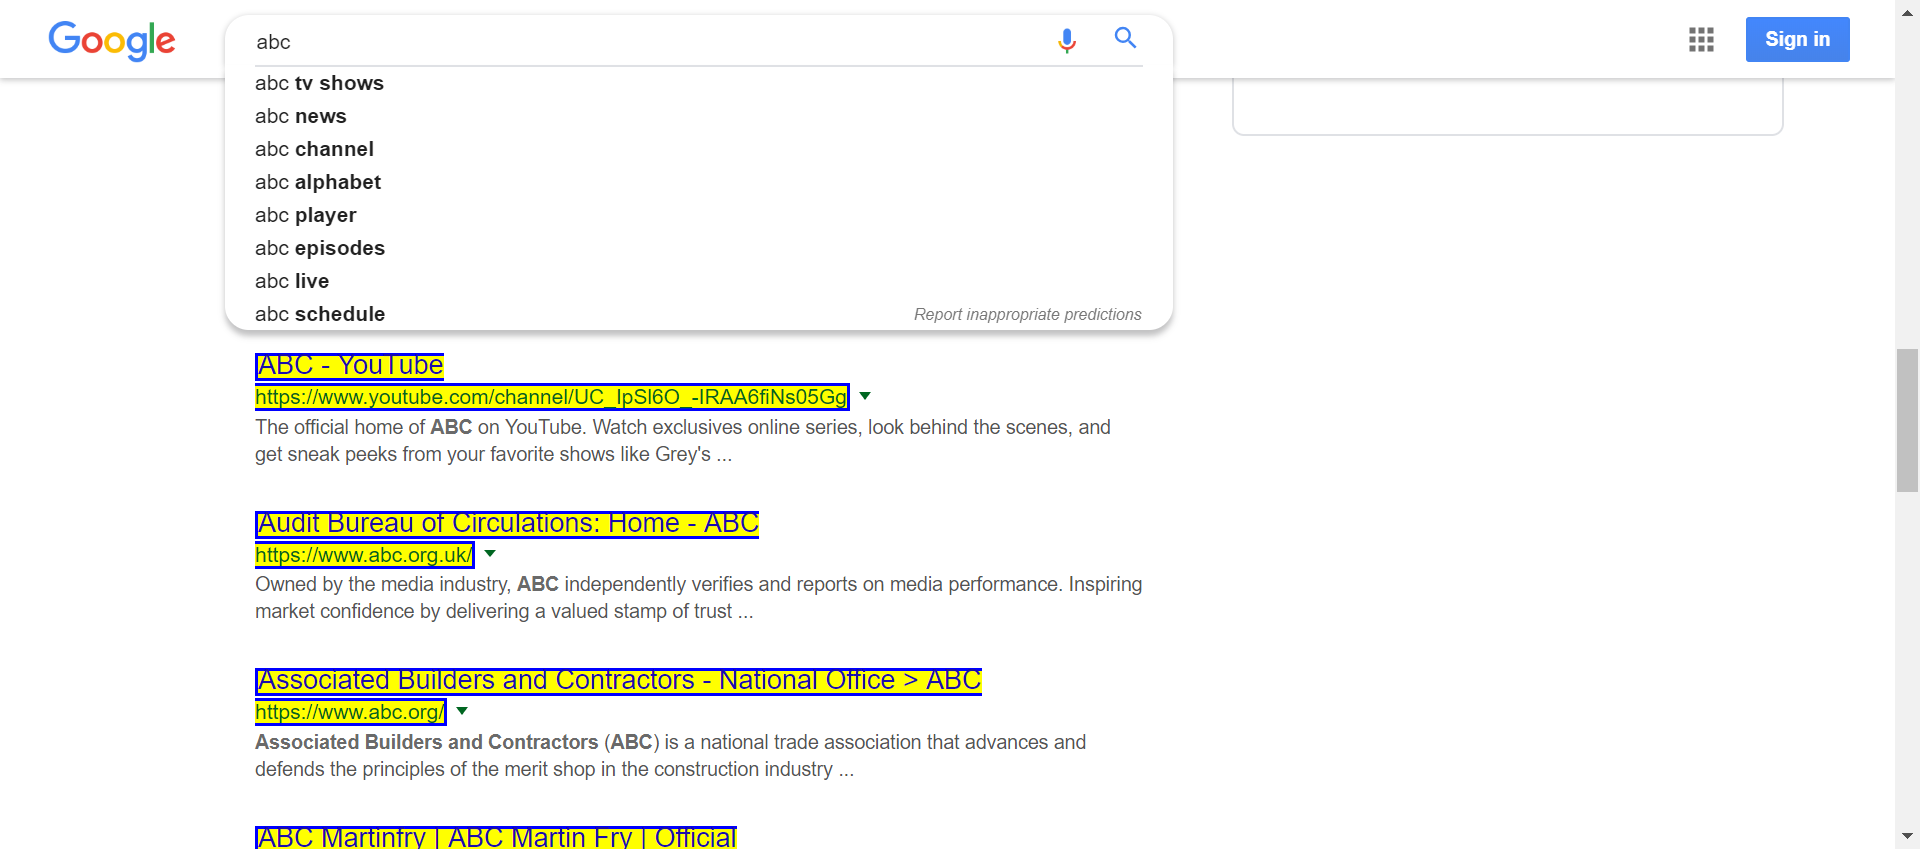 Google
abc
Sign in
abc tv shows
abc news
abc channel
abc alphabet
abc player
abc episodes
abc live
abc schedule
Report inappropriate predictions
ABC - YouTube
https://www.youtube.com/channel/UC_IpSI6O_-IRAA6fiNs05Gg
The official home of ABC on YouTube. Watch exclusives online series, look behind the scenes, and
get sneak peeks from your favorite shows like Grey's ...
Audit Bureau of Circulations: Home - ABC
https://www.abc.org.uk/
Owned by the media industry, ABC independently verifies and reports on media performance. Inspiring
market confidence by delivering a valued stamp of trust ...
Associated Builders and Contractors - National Office > ABC
https://www.abc.org/
Associated Builders and Contractors (ABC) is a national trade association that advances and
defends the principles of the merit shop in the construction industry ...
ABC Martinfry | ABC Martin Fry | Official